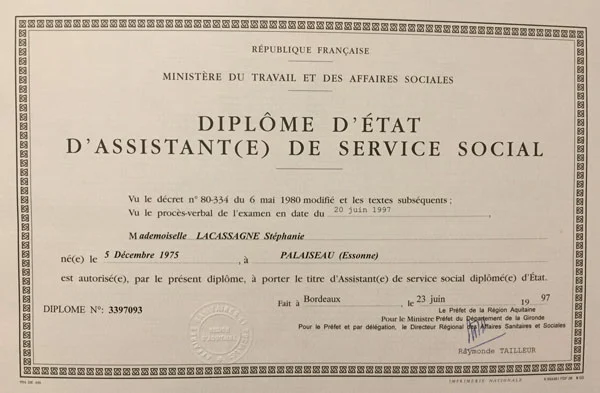 RÉPUBLIQUE FRANÇAISE
MINISTÈRE DU TRAVAIL ET DES AFFAIRES SOCIALES
DIPLÔME D'ÉTAT
D'ASSISTANT(E) DE SERVICE SOCIAL
Vu le décret n° 80-334 du 6 mai 1980 modifié et les textes subséquents ;
Vu le procès-verbal de l'examen en date du 20 juin 1997
Mademoiselle LACASSAGNE Stéphanie
né(e) le 5 Décembre 1975 , à PALAISEAU (Essonne)
est autorisé(e), par le présent diplôme, à porter le titre d'Assistant(e) de service social diplômé(e) d'État.
Fait à Bordeaux , le 23 juin 19 97
DIPLOME N°: 3397093
Le Préfet de la Région Aquitaine
Pour le Ministre Préfet du Département de la Gironde
Pour le Préfet et par délégation, le Directeur Régional des Affaires Sanitaires et Sociales
Raymonde TAILLEUR
IMPRIMERIE NATIONALE